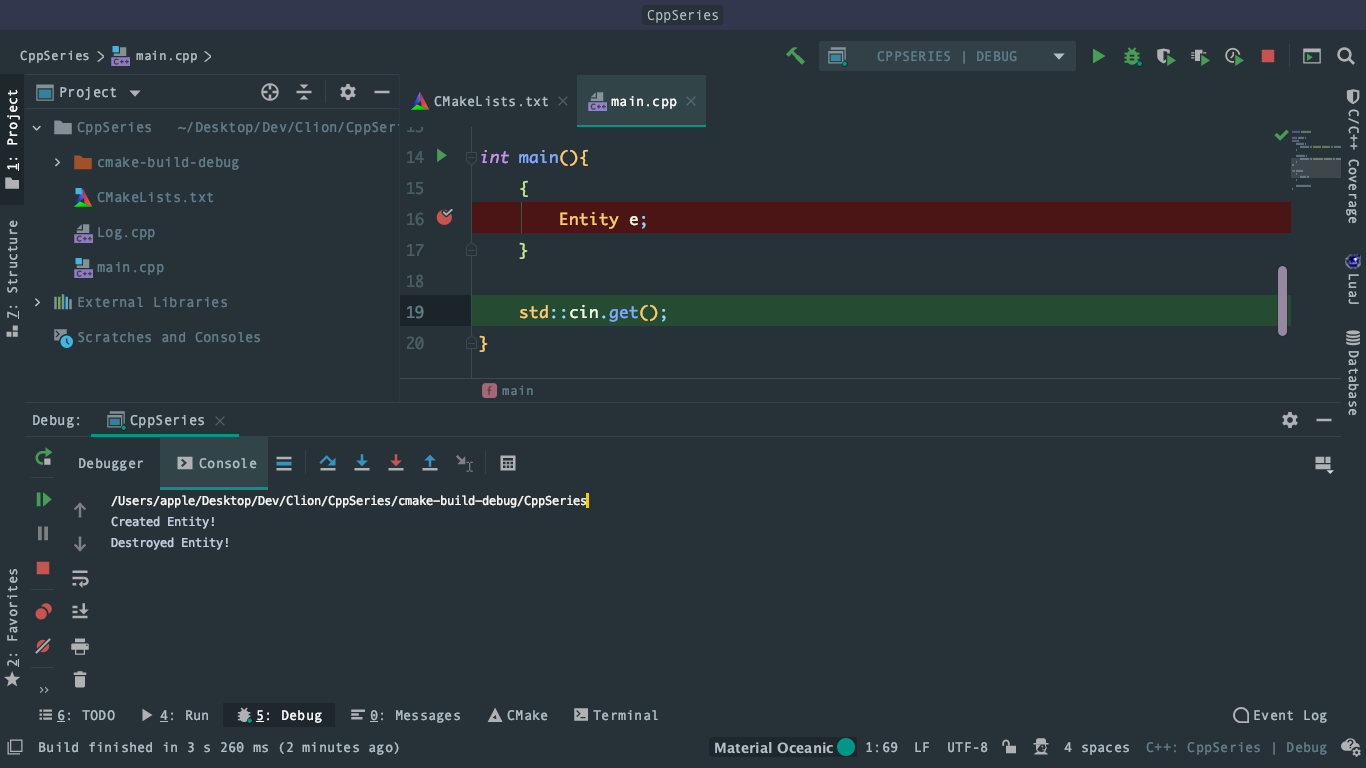 CppSeries
CppSeries > main.cpp >
CPPSERIES | DEBUG
1: Project
Z: Structure
2: Favorites
Project
CppSeries ~/Desktop/Dev/Clion/CppSer
cmake-build-debug
CMakeLists.txt
Log.cpp
main.cpp
External Libraries
Scratches and Consoles
CMakeLists.txt
main.cpp
14 int main(){
15 {
16 Entity e;
17 }
18
19 std::cin.get();
20 }
f main
C/C++ Coverage
LuaJ
Database
Debug: CppSeries
Debugger
Console
/Users/apple/Desktop/Dev/Clion/CppSeries/cmake-build-debug/CppSeries
Created Entity!
Destroyed Entity!
6: TODO 4: Run 5: Debug 0: Messages CMake Terminal Event Log
Build finished in 3 s 260 ms (2 minutes ago) Material Oceanic 1:69 LF UTF-8 4 spaces C++: CppSeries | Debug